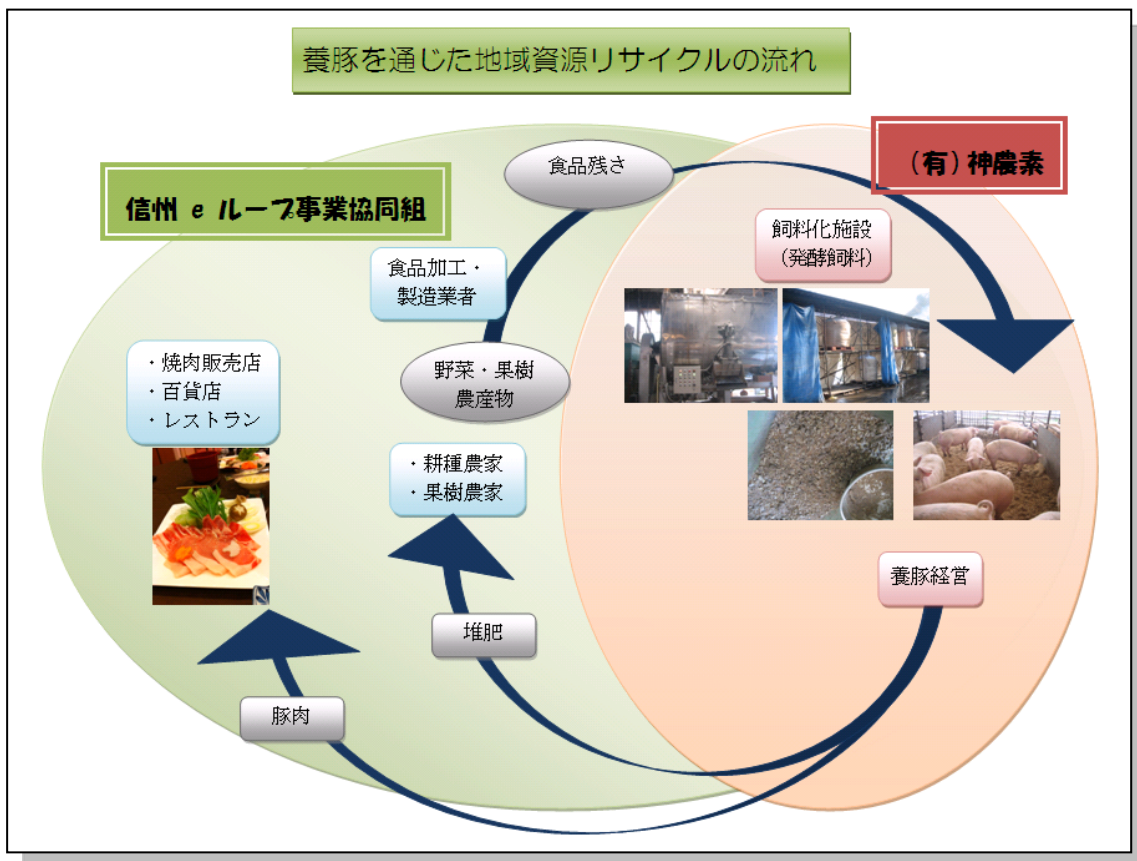 養豚を通じた地域資源リサイクルの流れ
食品残さ
(有)神農素
信州 e ループ事業協同組
飼料化施設
(発酵飼料)
食品加工・
製造業者
・焼肉販売店
・百貨店
・レストラン
野菜・果樹
農産物
・耕種農家
・果樹農家
養豚経営
堆肥
豚肉